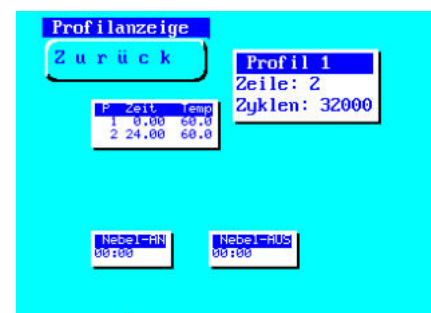 Profilanzeige
Zurück
Profil 1
Zeile: 2
Zyklen: 32000
P Zeit Temp
1 0.00 60.0
2 24.00 60.0
Nebel-AN
00:00
Nebel-AUS
00:00